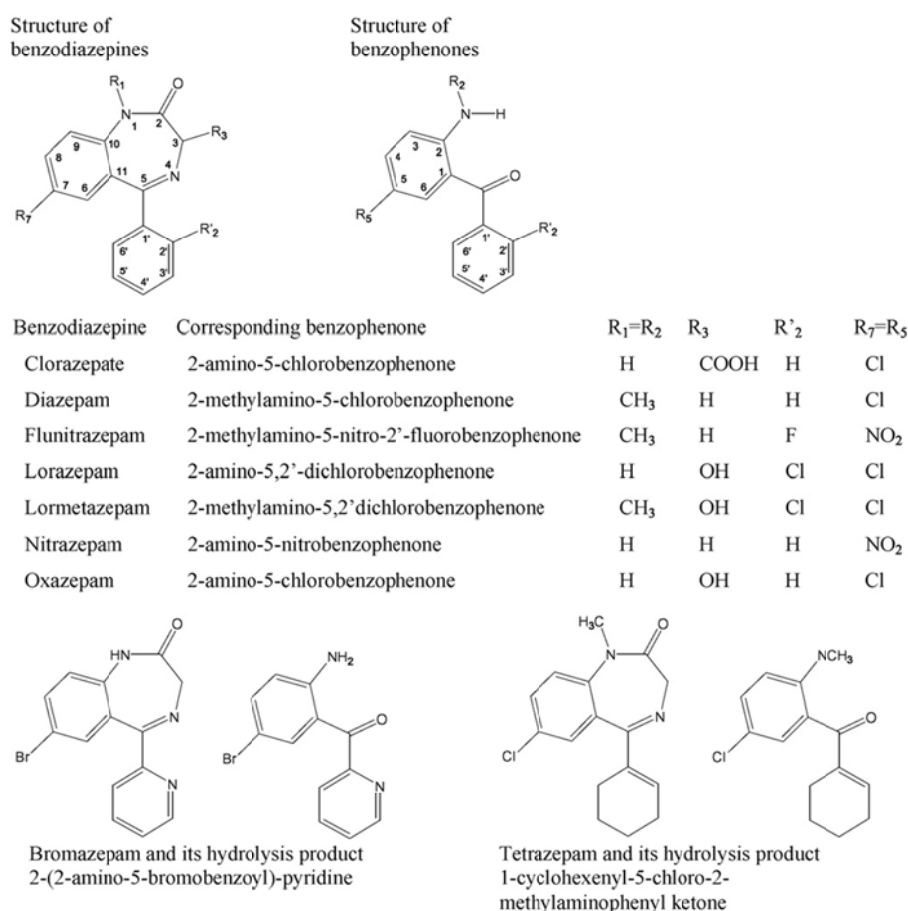 Structure of
benzodiazepines
Structure of
benzophenones
R1
O
N
1
2
3
R3
9
10
8
4
N
11
5
7
6
R7
1'
R'2
6'
2'
5'
3'
4'
R2
N
H
3
2
4
1
O
5
6
R5
1'
R'2
6'
2'
5'
3'
4'
Benzodiazepine Corresponding benzophenone R1=R2 R3 R’2 R7=R5
Clorazepate 2-amino-5-chlorobenzophenone H COOH H Cl
Diazepam 2-methylamino-5-chlorobenzophenone CH3 H H Cl
Flunitrazepam 2-methylamino-5-nitro-2’-fluorobenzophenone CH3 H F NO2
Lorazepam 2-amino-5,2’-dichlorobenzophenone H OH Cl Cl
Lormetazepam 2-methylamino-5,2’dichlorobenzophenone CH3 OH Cl Cl
Nitrazepam 2-amino-5-nitrobenzophenone H H H NO2
Oxazepam 2-amino-5-chlorobenzophenone H OH H Cl
HN
O
N
Br
N
NH2
O
Br
N
H3C
N
O
N
Cl
NCH3
O
Cl
Bromazepam and its hydrolysis product
2-(2-amino-5-bromobenzoyl)-pyridine
Tetrazepam and its hydrolysis product
1-cyclohexenyl-5-chloro-2-
methylaminophenyl ketone